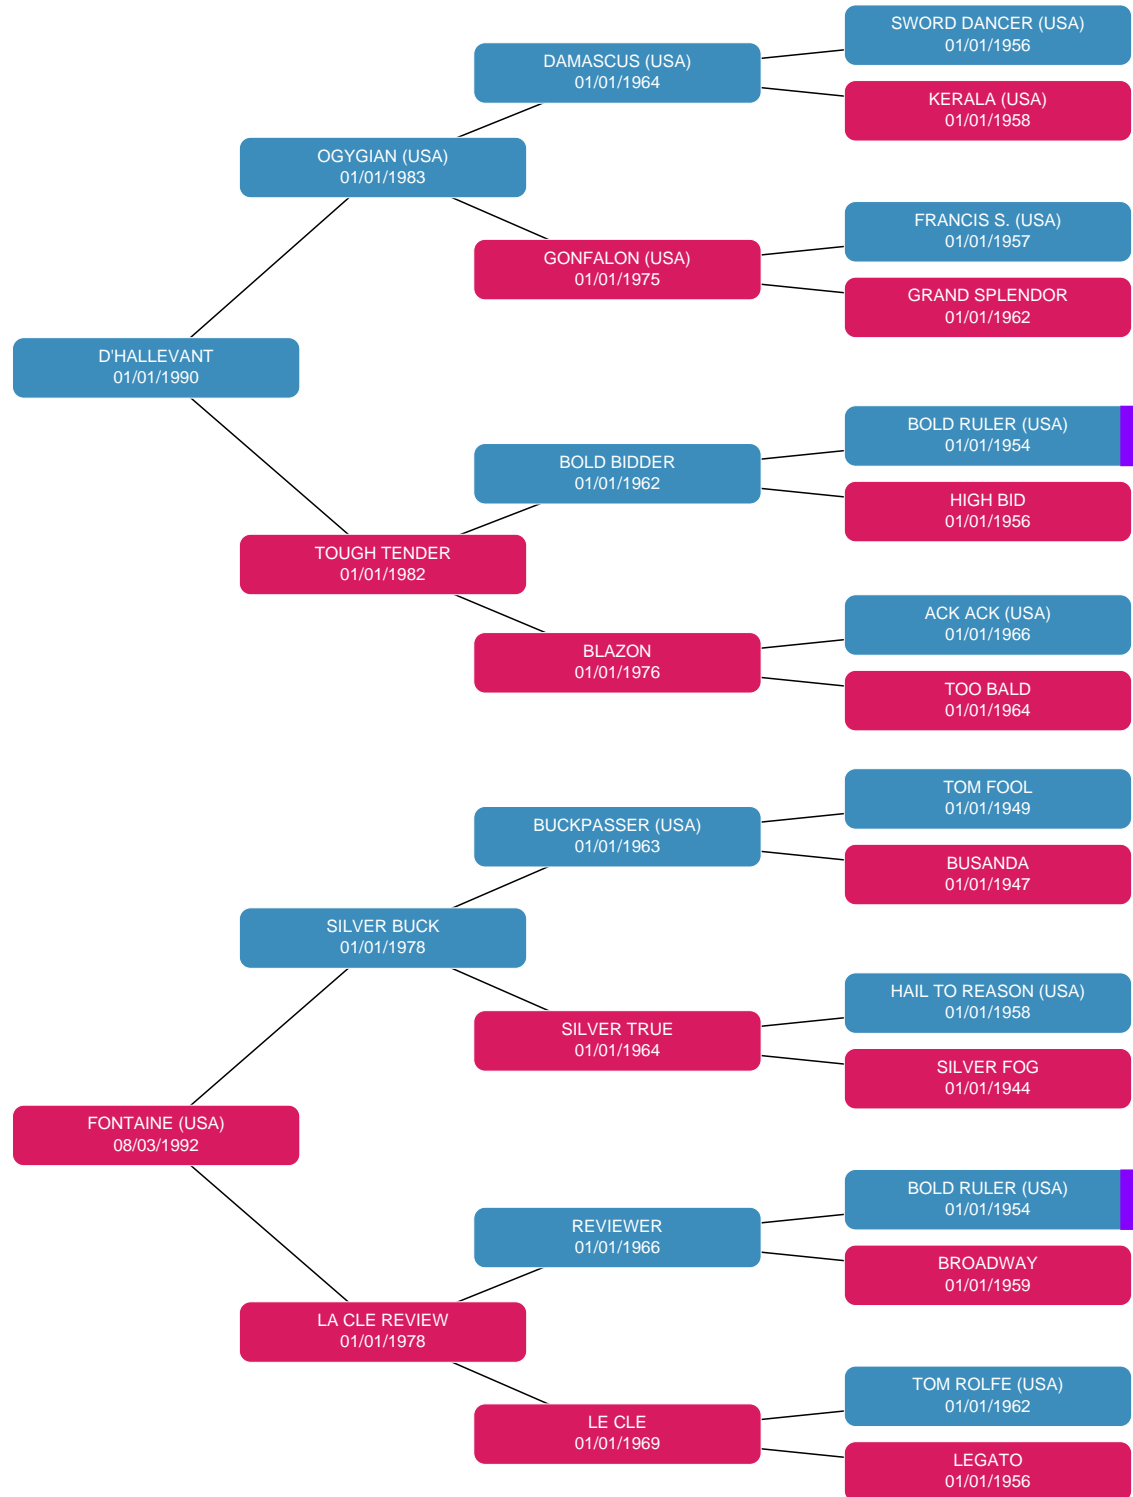 SWORD DANCER (USA)
01/01/1956
DAMASCUS (USA)
01/01/1964
KERALA (USA)
01/01/1958
OGYGIAN (USA)
01/01/1983
FRANCIS S. (USA)
01/01/1957
GONFALON (USA)
01/01/1975
GRAND SPLENDOR
01/01/1962
D'HALLEVANT
01/01/1990
BOLD RULER (USA)
01/01/1954
BOLD BIDDER
01/01/1962
HIGH BID
01/01/1956
TOUGH TENDER
01/01/1982
ACK ACK (USA)
01/01/1966
BLAZON
01/01/1976
TOO BALD
01/01/1964
TOM FOOL
01/01/1949
BUCKPASSER (USA)
01/01/1963
BUSANDA
01/01/1947
SILVER BUCK
01/01/1978
HAIL TO REASON (USA)
01/01/1958
SILVER TRUE
01/01/1964
SILVER FOG
01/01/1944
FONTAINE (USA)
08/03/1992
BOLD RULER (USA)
01/01/1954
REVIEWER
01/01/1966
BROADWAY
01/01/1959
LA CLE REVIEW
01/01/1978
TOM ROLFE (USA)
01/01/1962
LE CLE
01/01/1969
LEGATO
01/01/1956